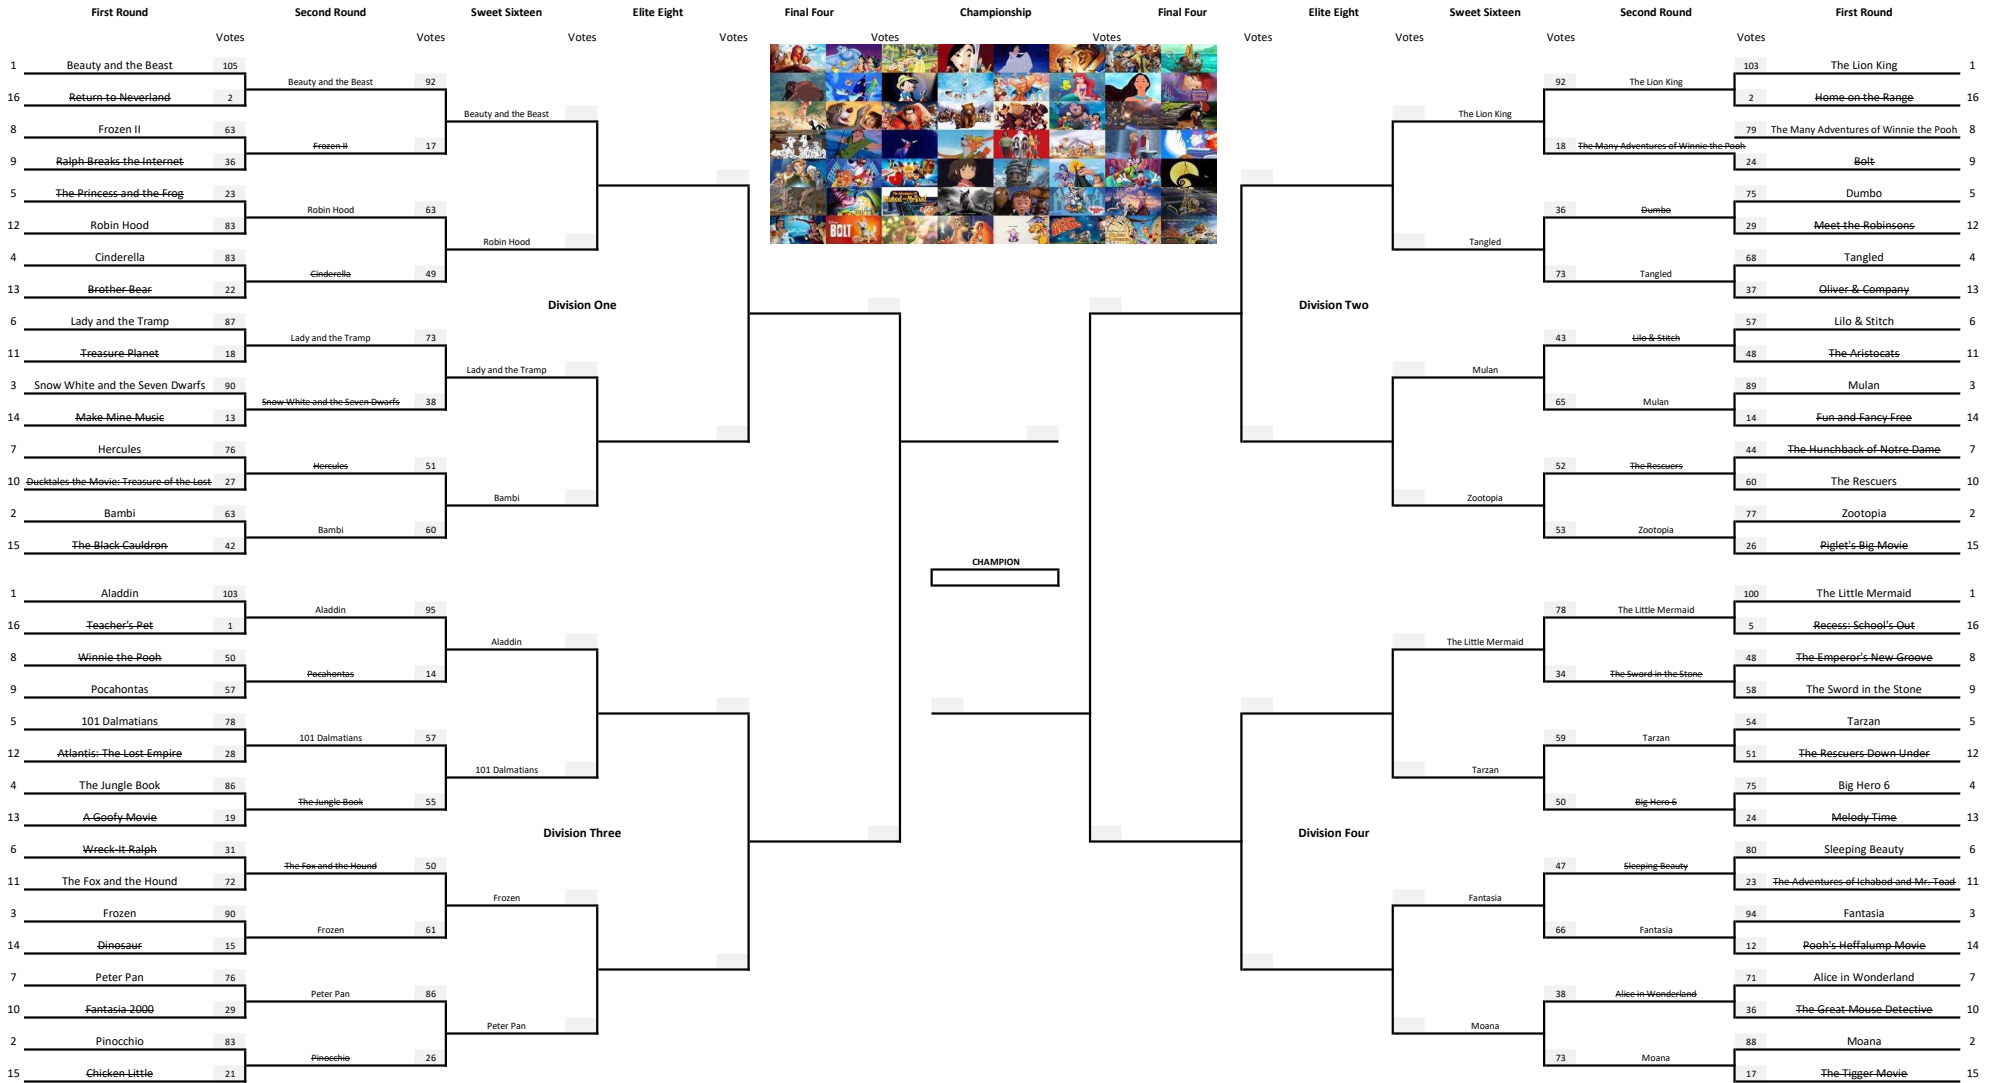 First Round Second Round Sweet Sixteen Elite Eight Final Four Championship Final Four Elite Eight Sweet Sixteen Second Round First Round
Votes Votes Votes Votes Votes Votes Votes Votes Votes Votes
1 Beauty and the Beast 105
16 Return to Neverland 2
8 Frozen II 63
9 Ralph Breaks the Internet 36
5 The Princess and the Frog 23
12 Robin Hood 83
4 Cinderella 83
13 Brother Bear 22
6 Lady and the Tramp 87
11 Treasure Planet 18
3 Snow White and the Seven Dwarfs 90
14 Make Mine Music 13
7 Hercules 76
10 Ducktales the Movie: Treasure of the Lost 27
2 Bambi 63
15 The Black Cauldron 42
Beauty and the Beast 92
Frozen II 17
Robin Hood 63
Cinderella 49
Lady and the Tramp 73
Snow White and the Seven Dwarfs 38
Hercules 51
Bambi 60
Beauty and the Beast
Robin Hood
Lady and the Tramp
Bambi
Division One
1 Aladdin 103
16 Teacher's Pet 1
8 Winnie the Pooh 50
9 Pocahontas 57
5 101 Dalmatians 78
12 Atlantis: The Lost Empire 28
4 The Jungle Book 86
13 A Goofy Movie 19
6 Wreck-It Ralph 31
11 The Fox and the Hound 72
3 Frozen 90
14 Dinosaur 15
7 Peter Pan 76
10 Fantasia 2000 29
2 Pinocchio 83
15 Chicken Little 21
Aladdin 95
Pocahontas 14
101 Dalmatians 57
The Jungle Book 55
The Fox and the Hound 50
Frozen 61
Peter Pan 86
Pinocchio 26
Aladdin
101 Dalmatians
Frozen
Peter Pan
Division Three
BOLT
CHAMPION
Division Two
The Lion King
Tangled
Mulan
Zootopia
92 The Lion King
18 The Many Adventures of Winnie the Pooh
36 Dumbo
73 Tangled
43 Lilo & Stitch
65 Mulan
52 The Rescuers
53 Zootopia
103 The Lion King 1
2 Home on the Range 16
79 The Many Adventures of Winnie the Pooh 8
24 Bolt 9
75 Dumbo 5
29 Meet the Robinsons 12
68 Tangled 4
37 Oliver & Company 13
57 Lilo & Stitch 6
48 The Aristocats 11
89 Mulan 3
14 Fun and Fancy Free 14
44 The Hunchback of Notre Dame 7
60 The Rescuers 10
77 Zootopia 2
26 Piglet's Big Movie 15
Division Four
The Little Mermaid
Tarzan
Fantasia
Moana
78 The Little Mermaid
34 The Sword in the Stone
59 Tarzan
50 Big Hero 6
47 Sleeping Beauty
66 Fantasia
38 Alice in Wonderland
73 Moana
100 The Little Mermaid 1
5 Recess: School's Out 16
48 The Emperor's New Groove 8
58 The Sword in the Stone 9
54 Tarzan 5
51 The Rescuers Down Under 12
75 Big Hero 6 4
24 Melody Time 13
80 Sleeping Beauty 6
23 The Adventures of Ichabod and Mr. Toad 11
94 Fantasia 3
12 Pooh's Heffalump Movie 14
71 Alice in Wonderland 7
36 The Great Mouse Detective 10
88 Moana 2
17 The Tigger Movie 15